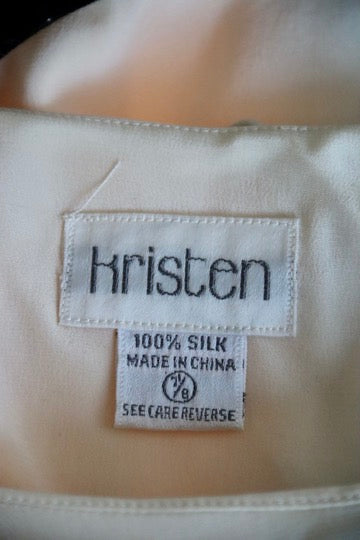 Kristen
100% SILK
MADE IN CHINA
7/8
SEE CARE REVERSE